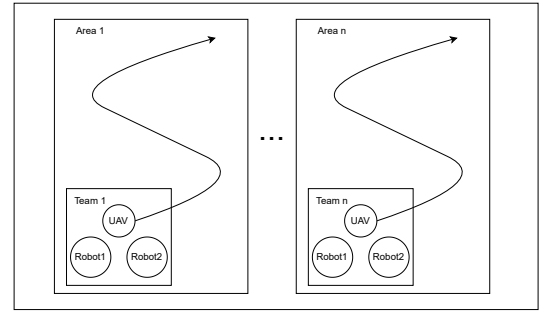 Area 1
Area n
...
Team 1
Team n
UAV
UAV
Robot1
Robot2
Robot1
Robot2